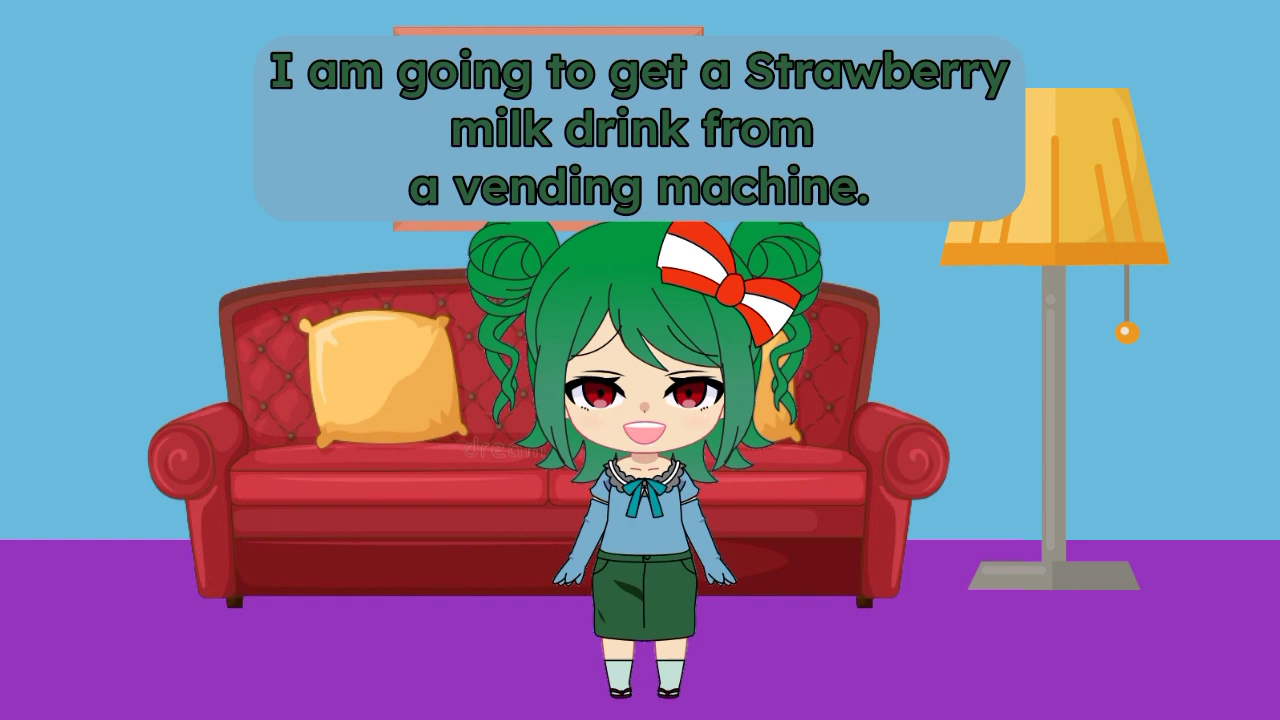 I am going to get a Strawberry
milk drink from
a vending machine.